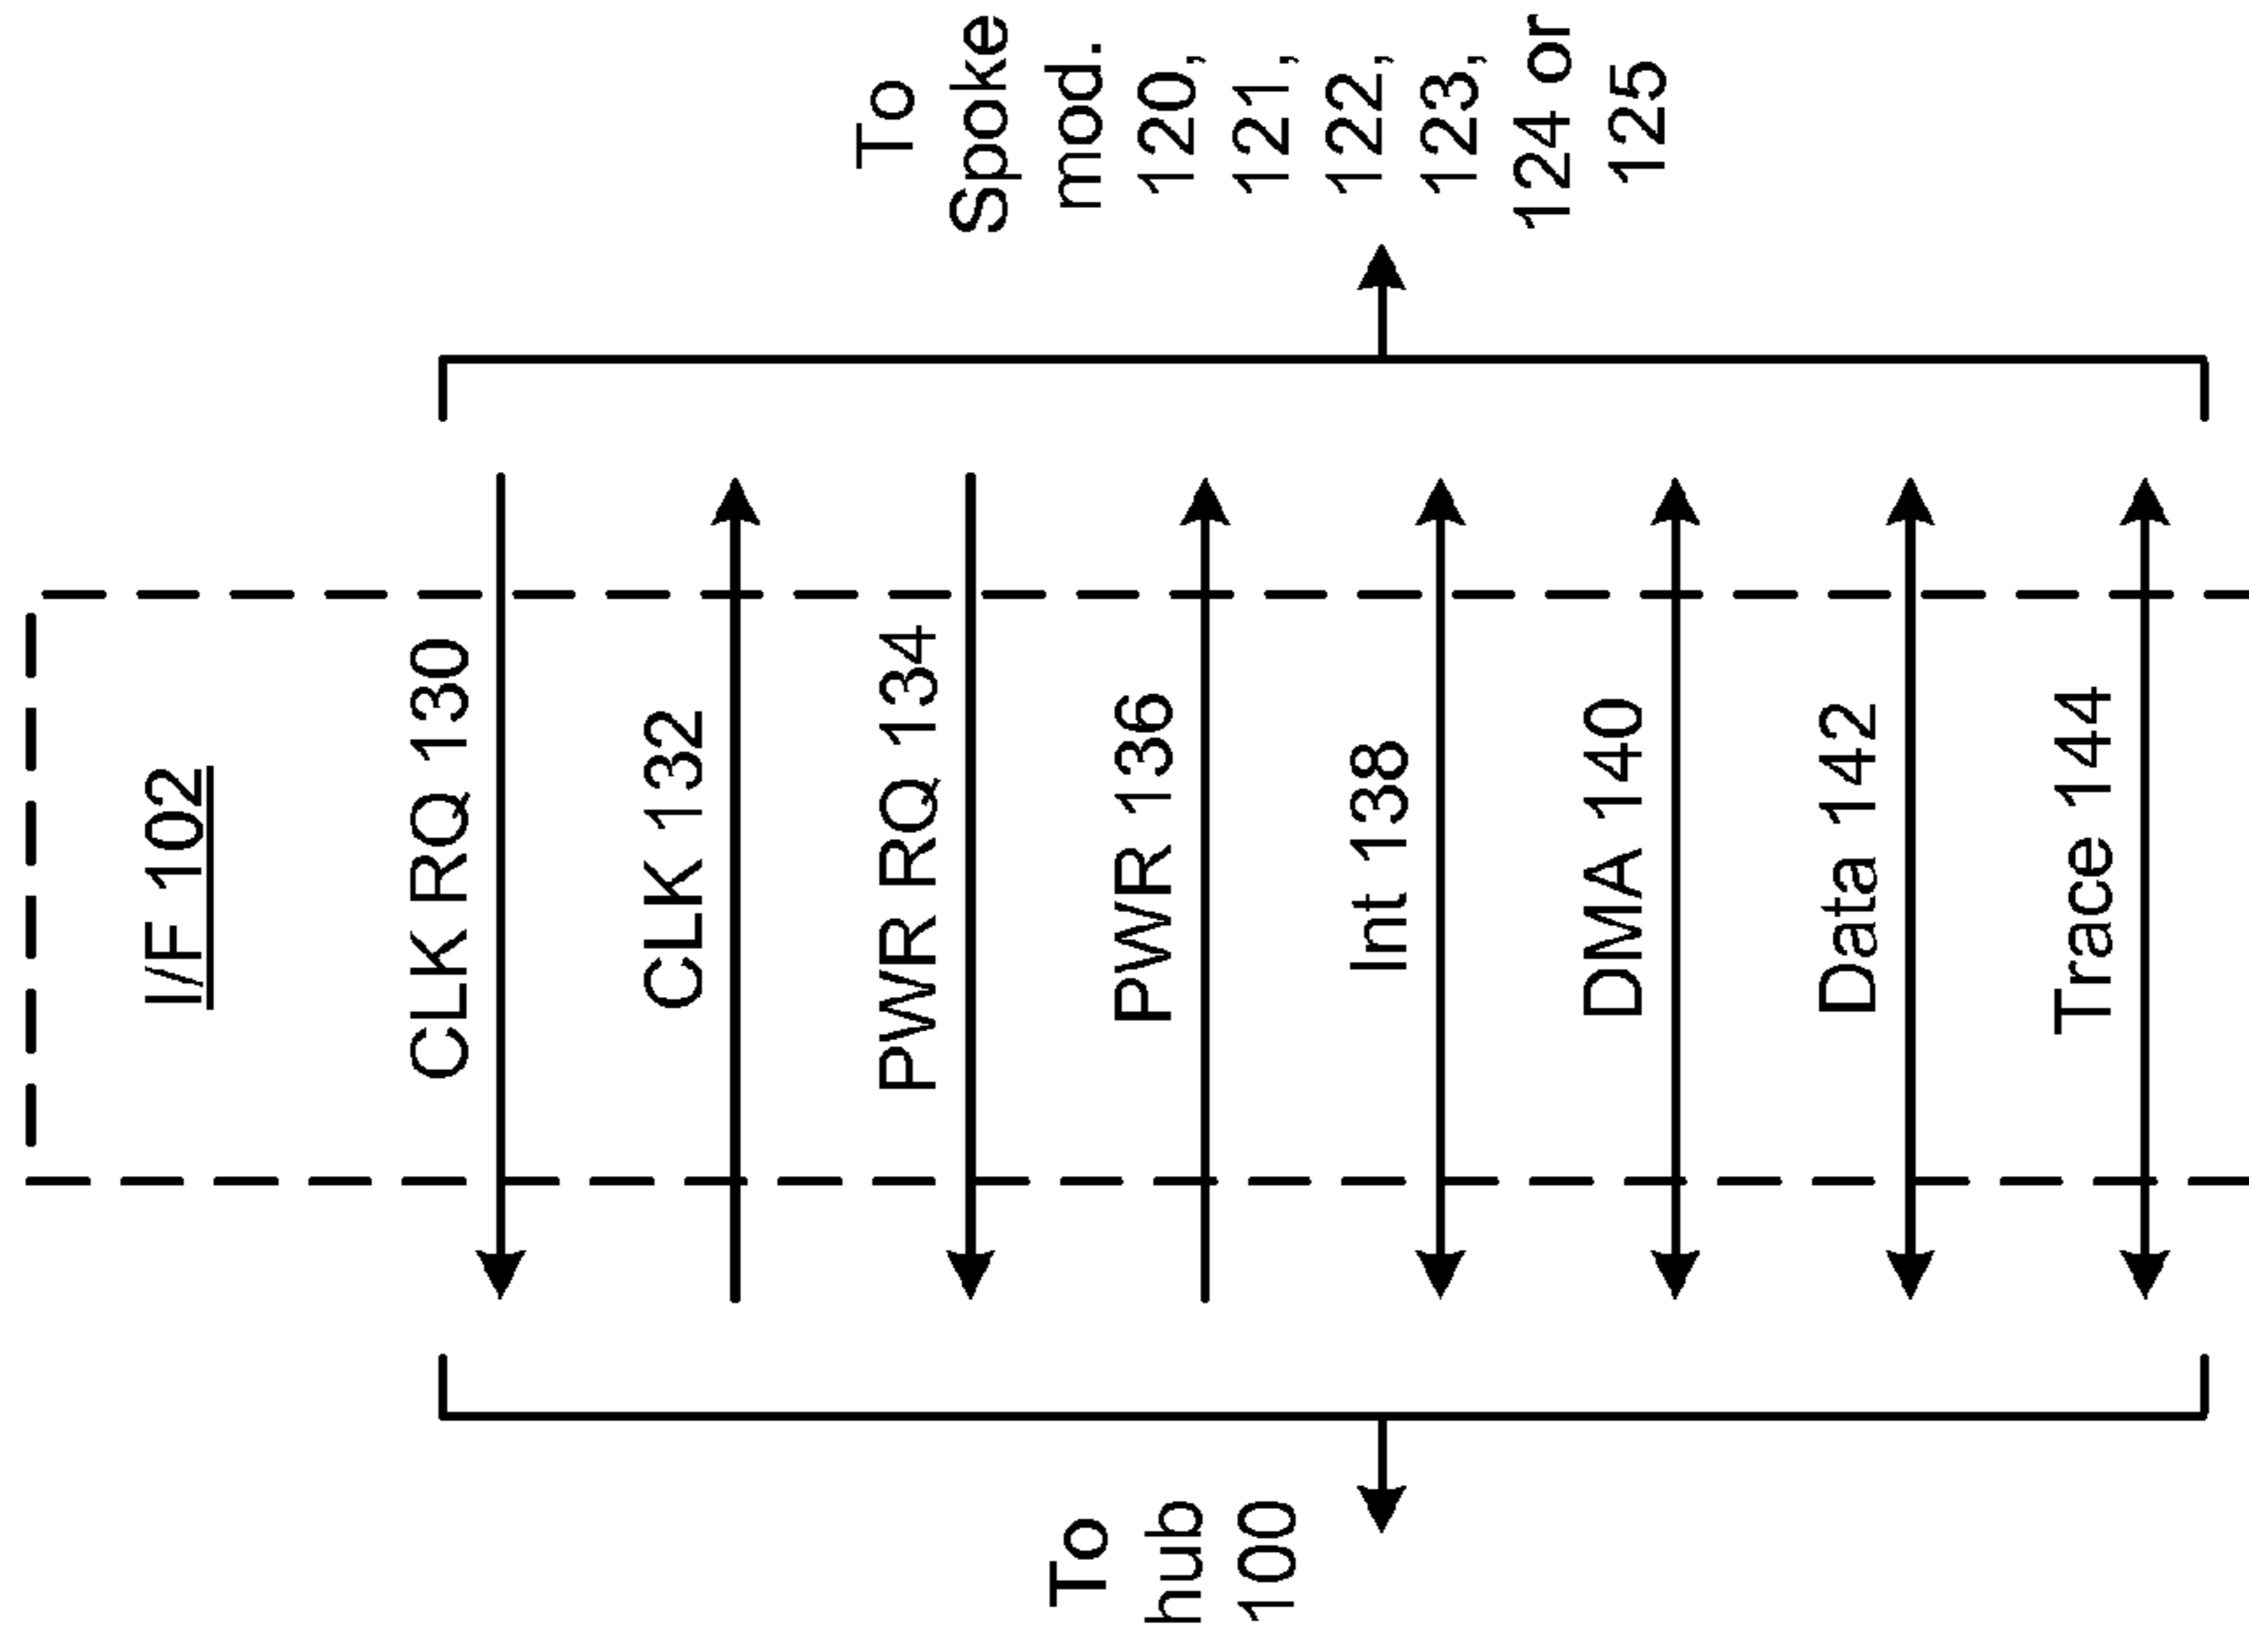 I/F 102
CLK RQ 130
CLK 132
PWR RQ 134
PWR 136
Int 138
DMA 140
Data 142
Trace 144
To
hub
100
To
Spoke
mod.
120,
121,
122,
123,
124 or
125